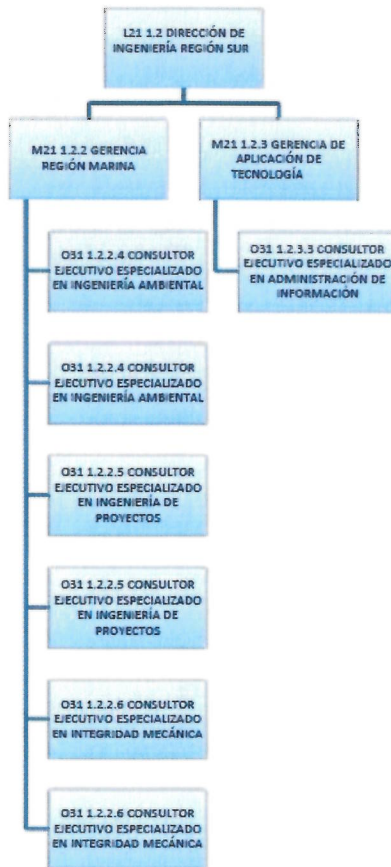 L21 1.2 DIRECCIÓN DE
INGENIERÍA REGIÓN SUR
M21 1.2.2 GERENCIA
REGIÓN MARINA
M21 1.2.3 GERENCIA DE
APLICACIÓN DE
TECNOLOGÍA
O31 1.2.2.4 CONSULTOR
EJECUTIVO ESPECIALIZADO
EN INGENIERÍA AMBIENTAL
O31 1.2.3.3 CONSULTOR
EJECUTIVO ESPECIALIZADO
EN ADMINISTRACIÓN DE
INFORMACIÓN
O31 1.2.2.4 CONSULTOR
EJECUTIVO ESPECIALIZADO
EN INGENIERÍA AMBIENTAL
O31 1.2.2.5 CONSULTOR
EJECUTIVO ESPECIALIZADO
EN INGENIERÍA DE
PROYECTOS
O31 1.2.2.5 CONSULTOR
EJECUTIVO ESPECIALIZADO
EN INGENIERÍA DE
PROYECTOS
O31 1.2.2.6 CONSULTOR
EJECUTIVO ESPECIALIZADO
EN INTEGRIDAD MECÁNICA
O31 1.2.2.6 CONSULTOR
EJECUTIVO ESPECIALIZADO
EN INTEGRIDAD MECÁNICA